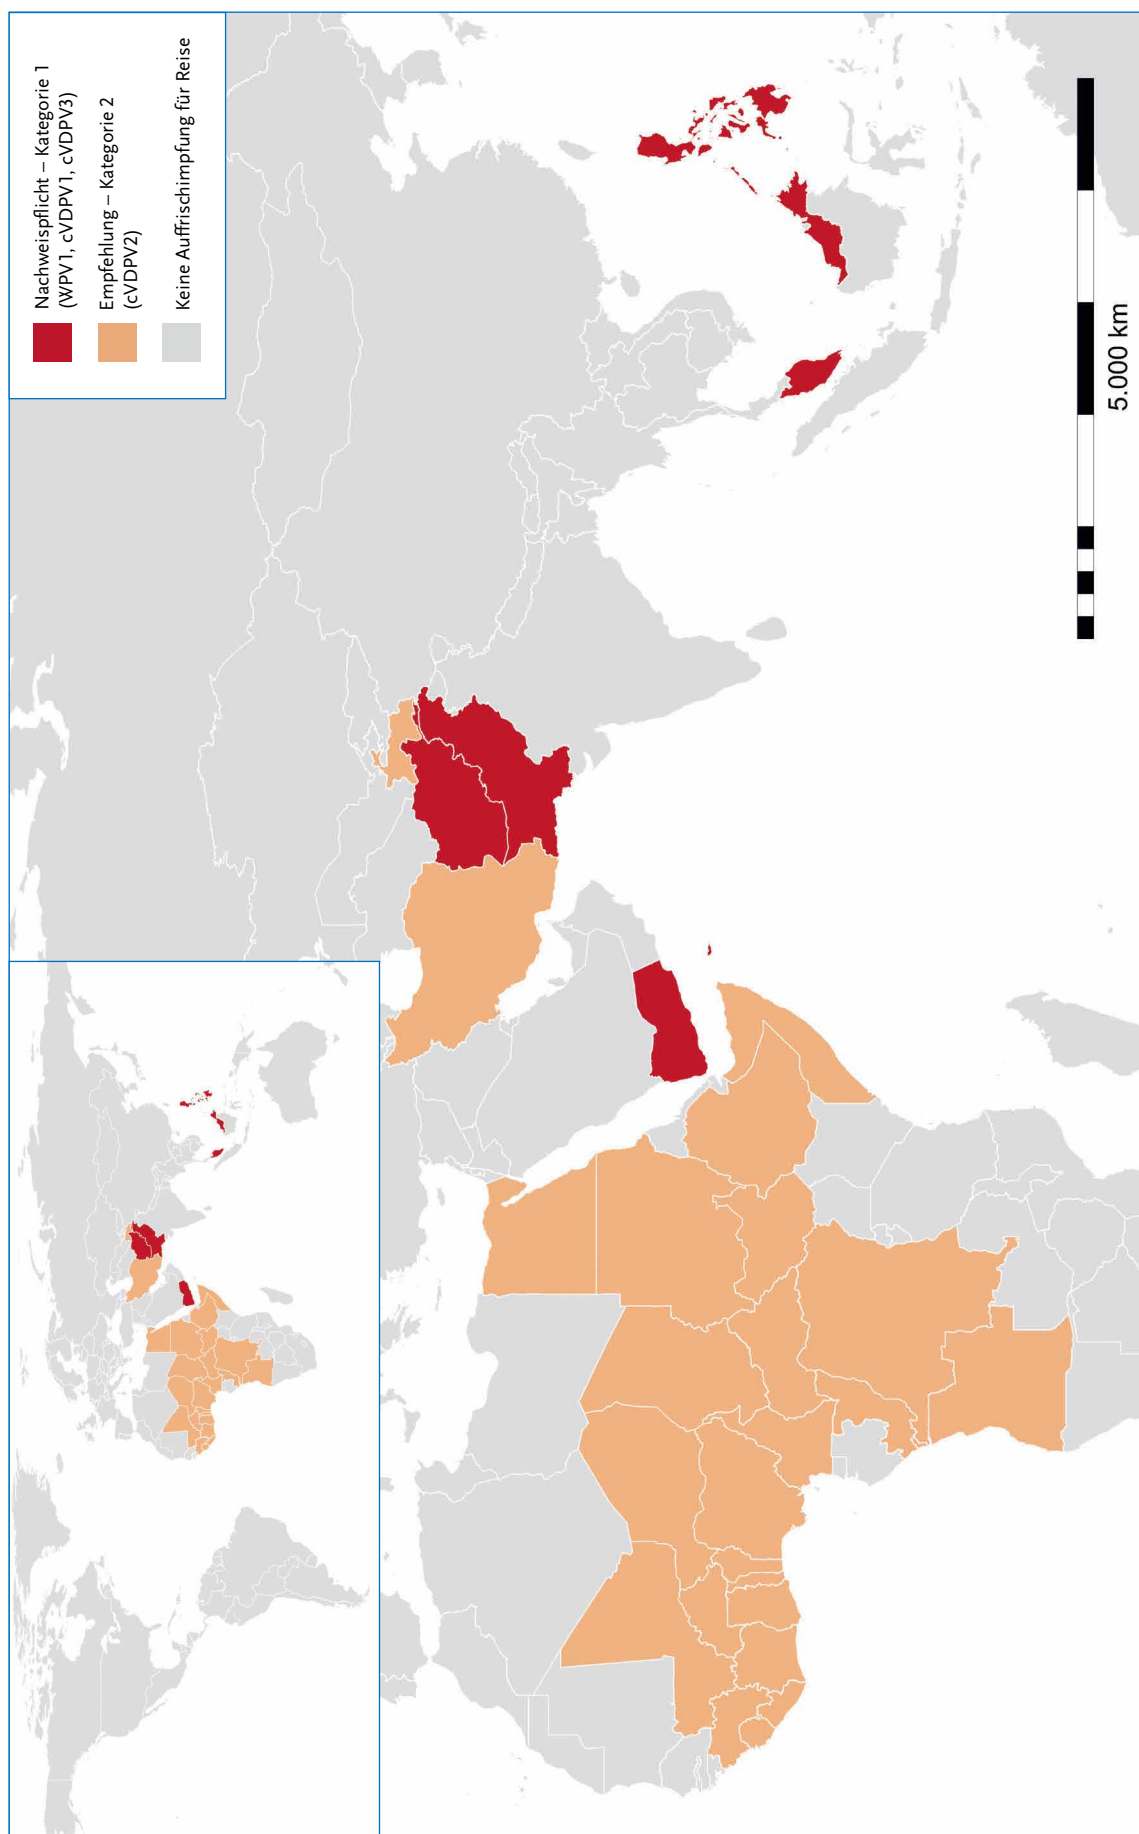 Nachweispflicht – Kategorie 1
(WPV1, cVDPV1, cVDPV3)
Empfehlung – Kategorie 2
(cVDPV2)
Keine Auffrischimpfung für Reise
5.000 km